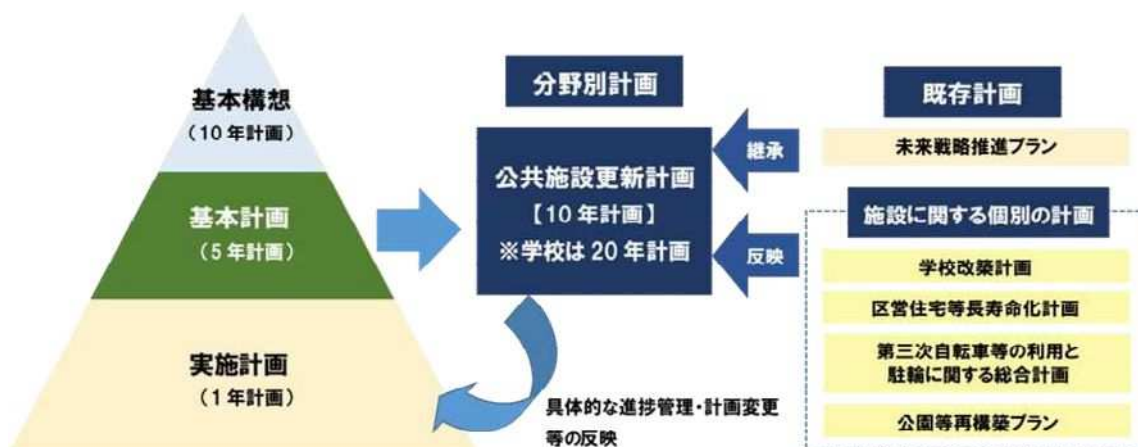 基本構想
（10年計画）
基本計画
（5年計画）
実施計画
（1年計画）
分野別計画
公共施設更新計画
【10年計画】
※学校は20年計画
継承
反映
具体的な進捗管理・計画変更
等の反映
既存計画
未来戦略推進プラン
施設に関する個別の計画
学校改築計画
区営住宅等長寿命化計画
第三次自転車等の利用と
駐輪に関する総合計画
公園等再構築プラン